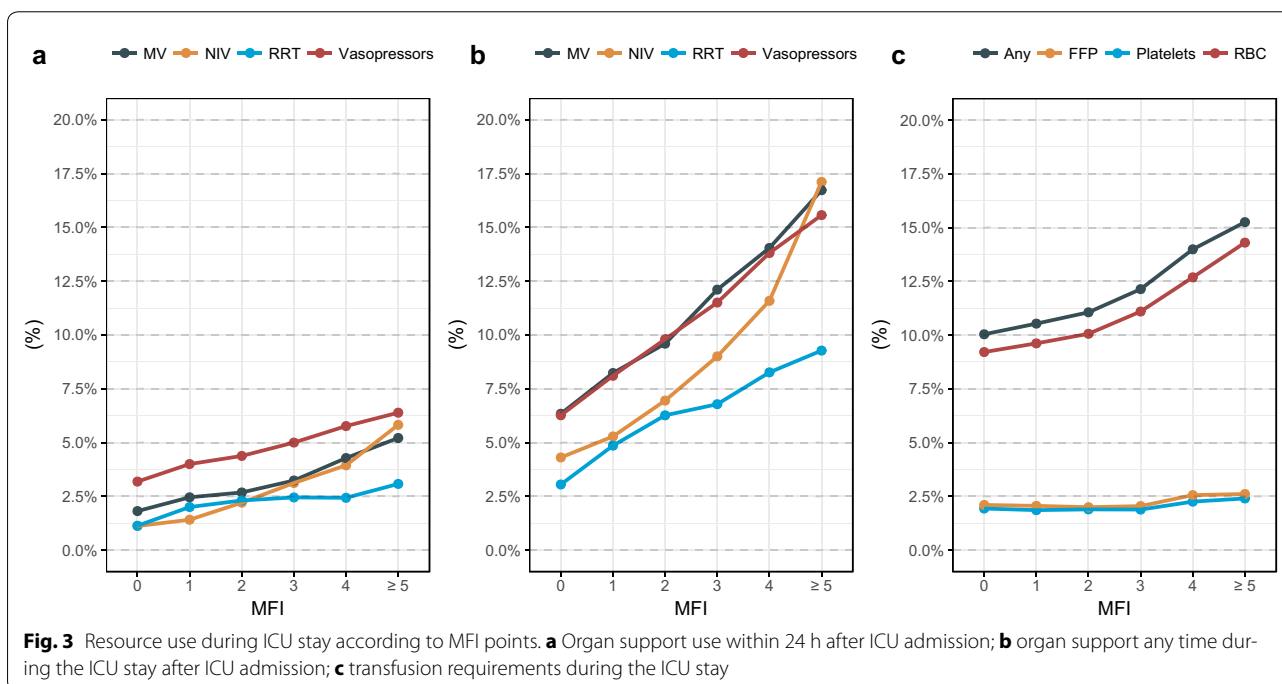 a
MV NIV RRT Vasopressors
20.0%
17.5%
15.0%
12.5%
10.0%
7.5%
5.0%
2.5%
0.0%
(%)
0 1 2 3 4 ≥ 5
MFI
b
MV NIV RRT Vasopressors
20.0%
17.5%
15.0%
12.5%
10.0%
7.5%
5.0%
2.5%
0.0%
(%)
0 1 2 3 4 ≥ 5
MFI
c
Any FFP Platelets RBC
20.0%
17.5%
15.0%
12.5%
10.0%
7.5%
5.0%
2.5%
0.0%
(%)
0 1 2 3 4 ≥ 5
MFI
Fig. 3 Resource use during ICU stay according to MFI points. a Organ support use within 24 h after ICU admission; b organ support any time dur-
ing the ICU stay after ICU admission; c transfusion requirements during the ICU stay